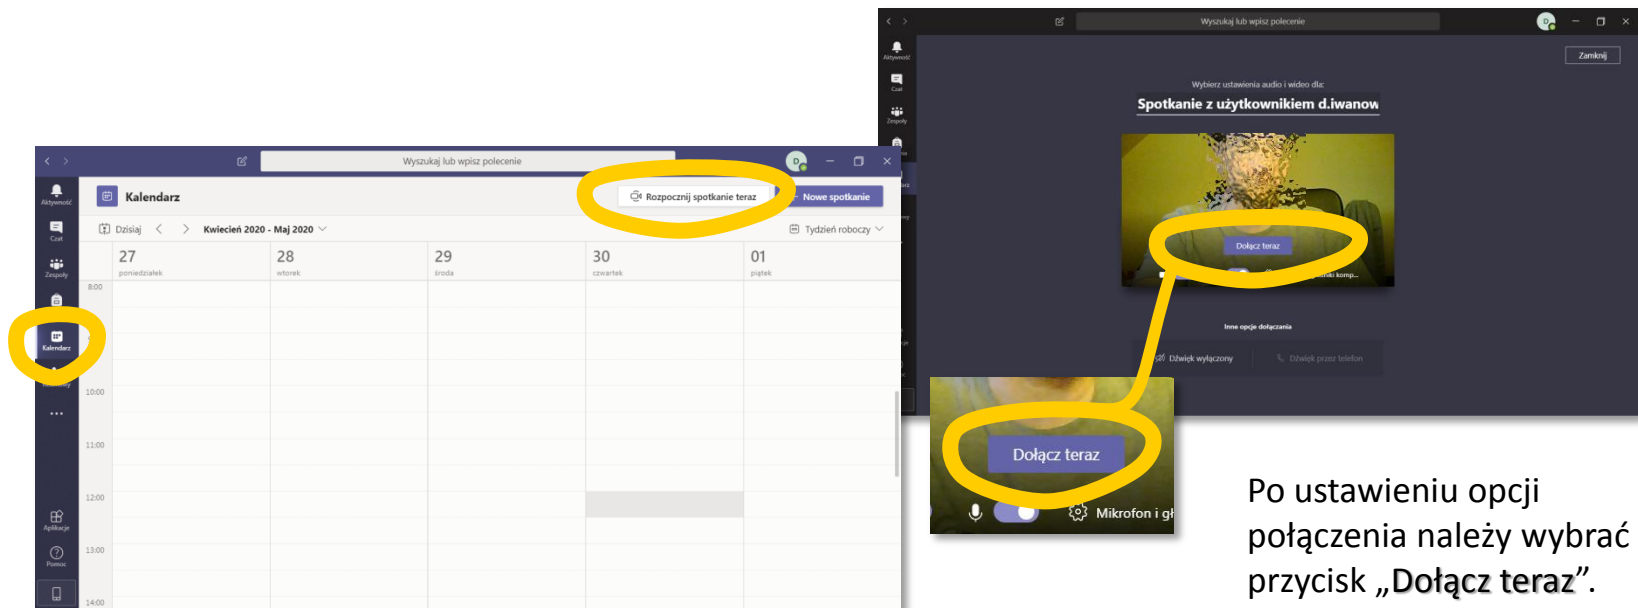 Wyszukaj lub wpisz polecenie
D
Aktywność
Czat
Zespoły
Kalendarz
Aplikacje
Pomoc
Kalendarz
Rozpocznij spotkanie teraz
Nowe spotkanie
Dzisiaj
Kwiecień 2020 - Maj 2020
Tydzień roboczy
27 28 29 30 01
poniedziałek wtorek środa czwartek piątek
8:00
10:00
11:00
12:00
13:00
14:00
Wyszukaj lub wpisz polecenie
D
Aktywność
Czat
Zespoły
Zamknij
Wybierz ustawienia audio i wideo dla:
Spotkanie z użytkownikiem d.iwanow
Dołącz teraz
Inne opcje dołączania
Dźwięk wyłączony
Dźwięk przez telefon
Dołącz teraz
Mikrofon i gł
Po ustawieniu opcji
połączenia należy wybrać
przycisk „Dołącz teraz”.